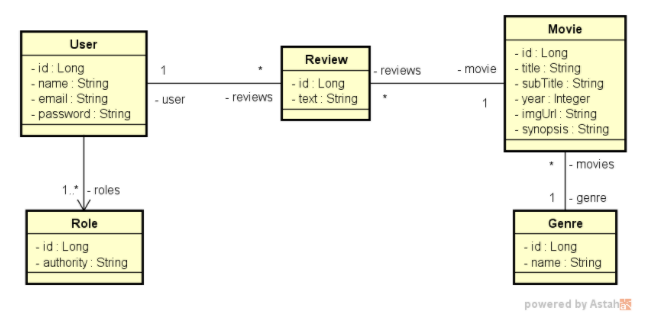 User
- id : Long
- name : String
- email : String
- password : String
1
*
- user
- reviews
Review
- id : Long
- text : String
- reviews
- movie
*
1
Movie
- id : Long
- title : String
- subTitle : String
- year : Integer
- imgUrl : String
- synopsis : String
1..* - roles
* - movies
1 - genre
Role
- id : Long
- authority : String
Genre
- id : Long
- name : String
powered by Astah